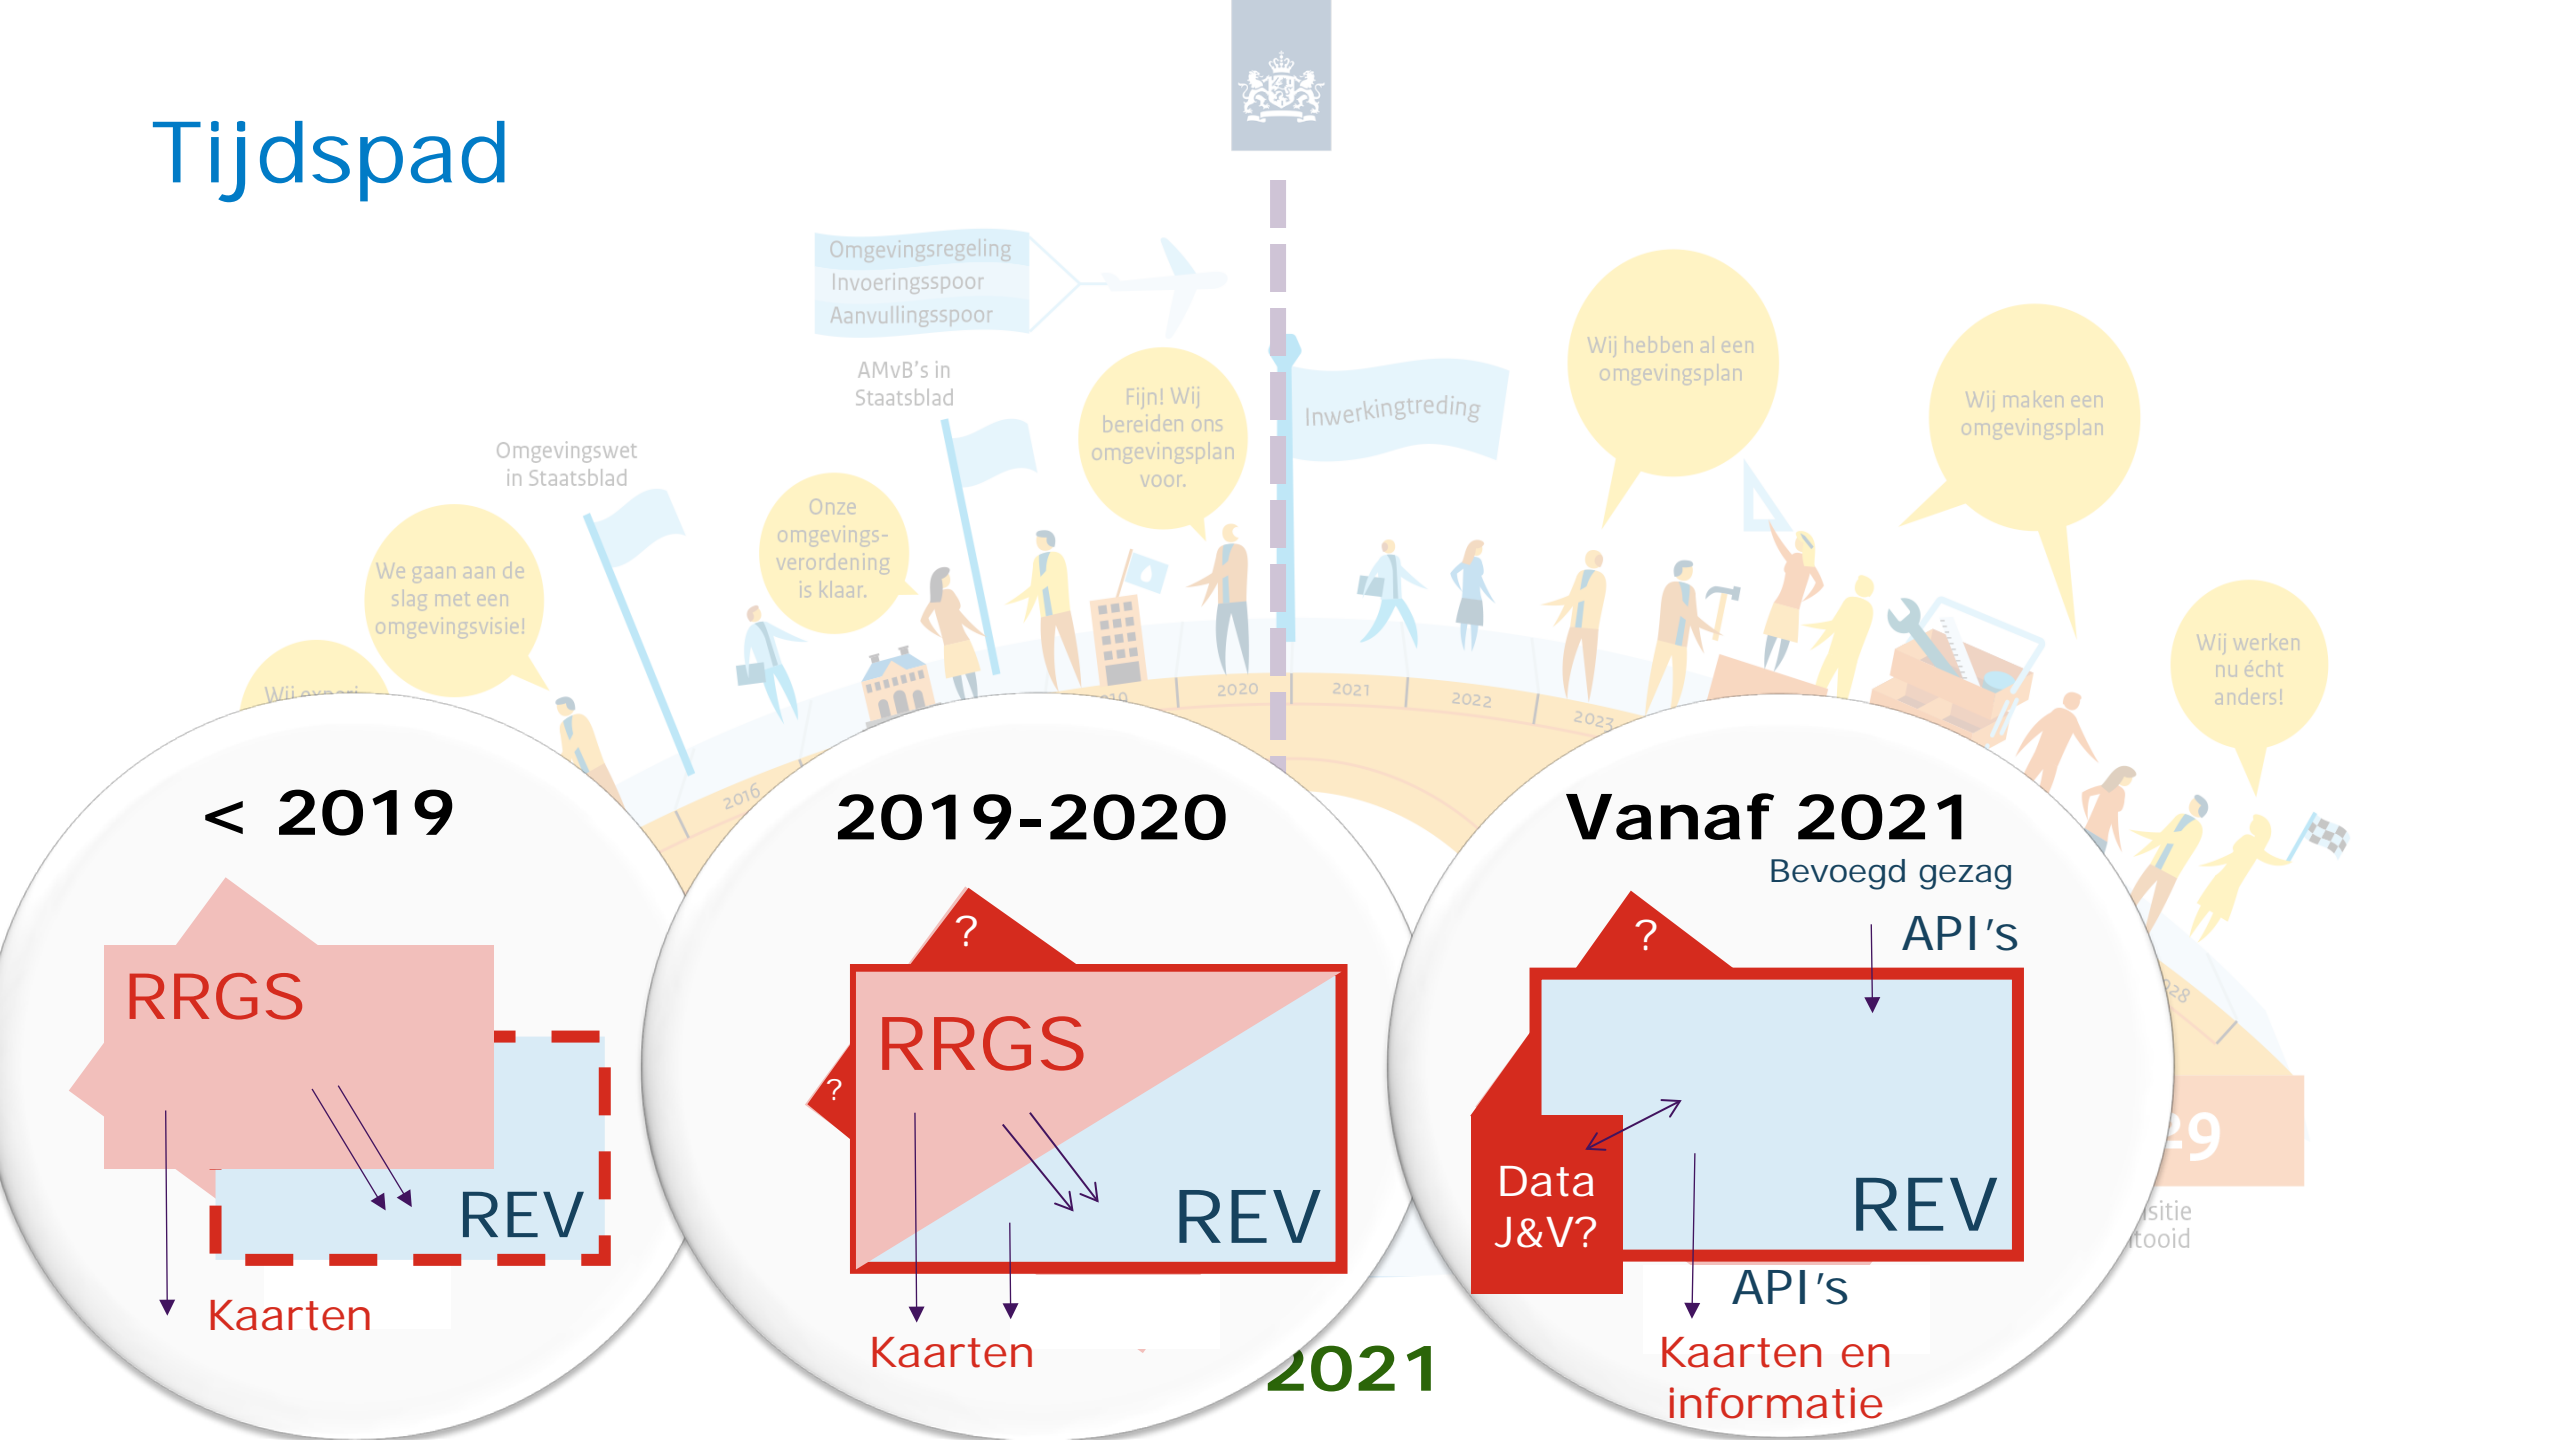 Tijdspad
Omgevingsregeling
Invoeringsspoor
Aanvullingsspoor
AMvB's in
Staatsblad
Omgevingswet
in Staatsblad
We gaan aan de
slag met een
omgevingsvisie!
Onze
omgevings-
verordening
is klaar.
Fijn! Wij
bereiden ons
omgevingsplan
voor.
Inwerkingtreding
Wij hebben al een
omgevingsplan
Wij maken een
omgevingsplan
Wij werken
nu écht
anders!
2016
2020
2021
2022
2023
< 2019
RRGS
REV
Kaarten
2019-2020
?
?
RRGS
REV
Kaarten
2021
Vanaf 2021
Bevoegd gezag
API's
?
Data
J&V?
REV
API's
Kaarten en
informatie